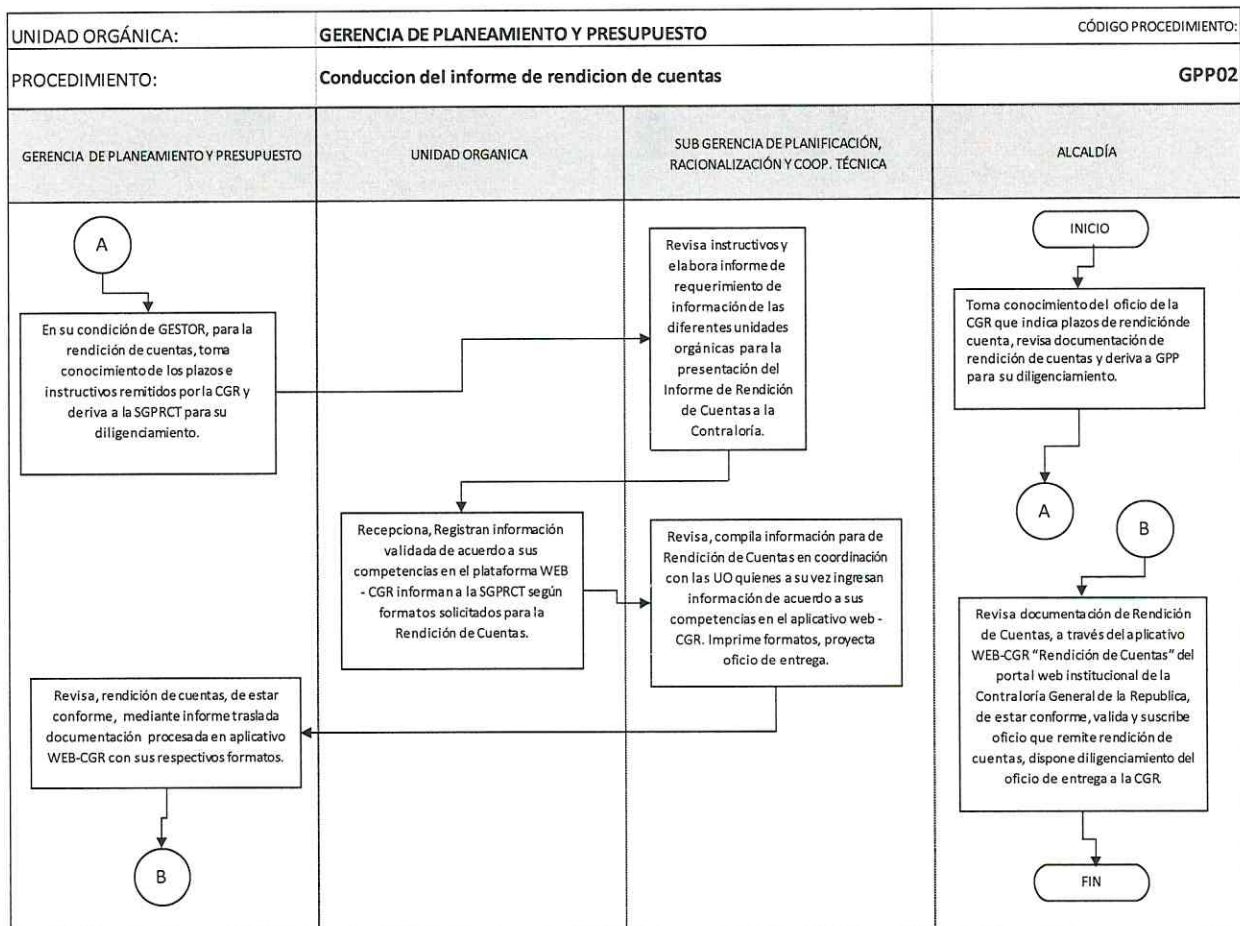 UNIDAD ORGÁNICA:
GERENCIA DE PLANEAMIENTO Y PRESUPUESTO
CÓDIGO PROCEDIMIENTO:
PROCEDIMIENTO:
Conduccion del informe de rendicion de cuentas
GPP02
GERENCIA DE PLANEAMIENTO Y PRESUPUESTO
UNIDAD ORGANICA
SUB GERENCIA DE PLANIFICACIÓN,
RACIONALIZACIÓN Y COOP. TÉCNICA
ALCALDÍA
A
En su condición de GESTOR, para la
rendición de cuentas, toma
conocimiento de los plazos e
instructivos remitidos por la CGR y
deriva a la SGPRCT para su
diligenciamiento.
Revisa instructivos y
elabora informe de
requerimiento de
información de las
diferentes unidades
orgánicas para la
presentación del
Informe de Rendición
de Cuentas a la
Contraloría.
INICIO
Toma conocimiento del oficio de la
CGR que indica plazos de rendición de
cuenta, revisa documentación de
rendición de cuentas y deriva a GPP
para su diligenciamiento.
A
B
Recepciona, Registran información
validada de acuerdo a sus
competencias en el plataforma WEB
- CGR informan a la SGPRCT según
formatos solicitados para la
Rendición de Cuentas.
Revisa, compila información para de
Rendición de Cuentas en coordinación
con las UO quienes a su vez ingresan
información de acuerdo a sus
competencias en el aplicativo web -
CGR. Imprime formatos, proyecta
oficio de entrega.
Revisa documentación de Rendición
de Cuentas, a través del aplicativo
WEB-CGR "Rendición de Cuentas" del
portal web institucional de la
Contraloría General de la Republica,
de estar conforme, valida y suscribe
oficio que remite rendición de
cuentas, dispone diligenciamiento del
oficio de entrega a la CGR.
Revisa, rendición de cuentas, de estar
conforme, mediante informe traslada
documentación procesada en aplicativo
WEB-CGR con sus respectivos formatos.
B
FIN